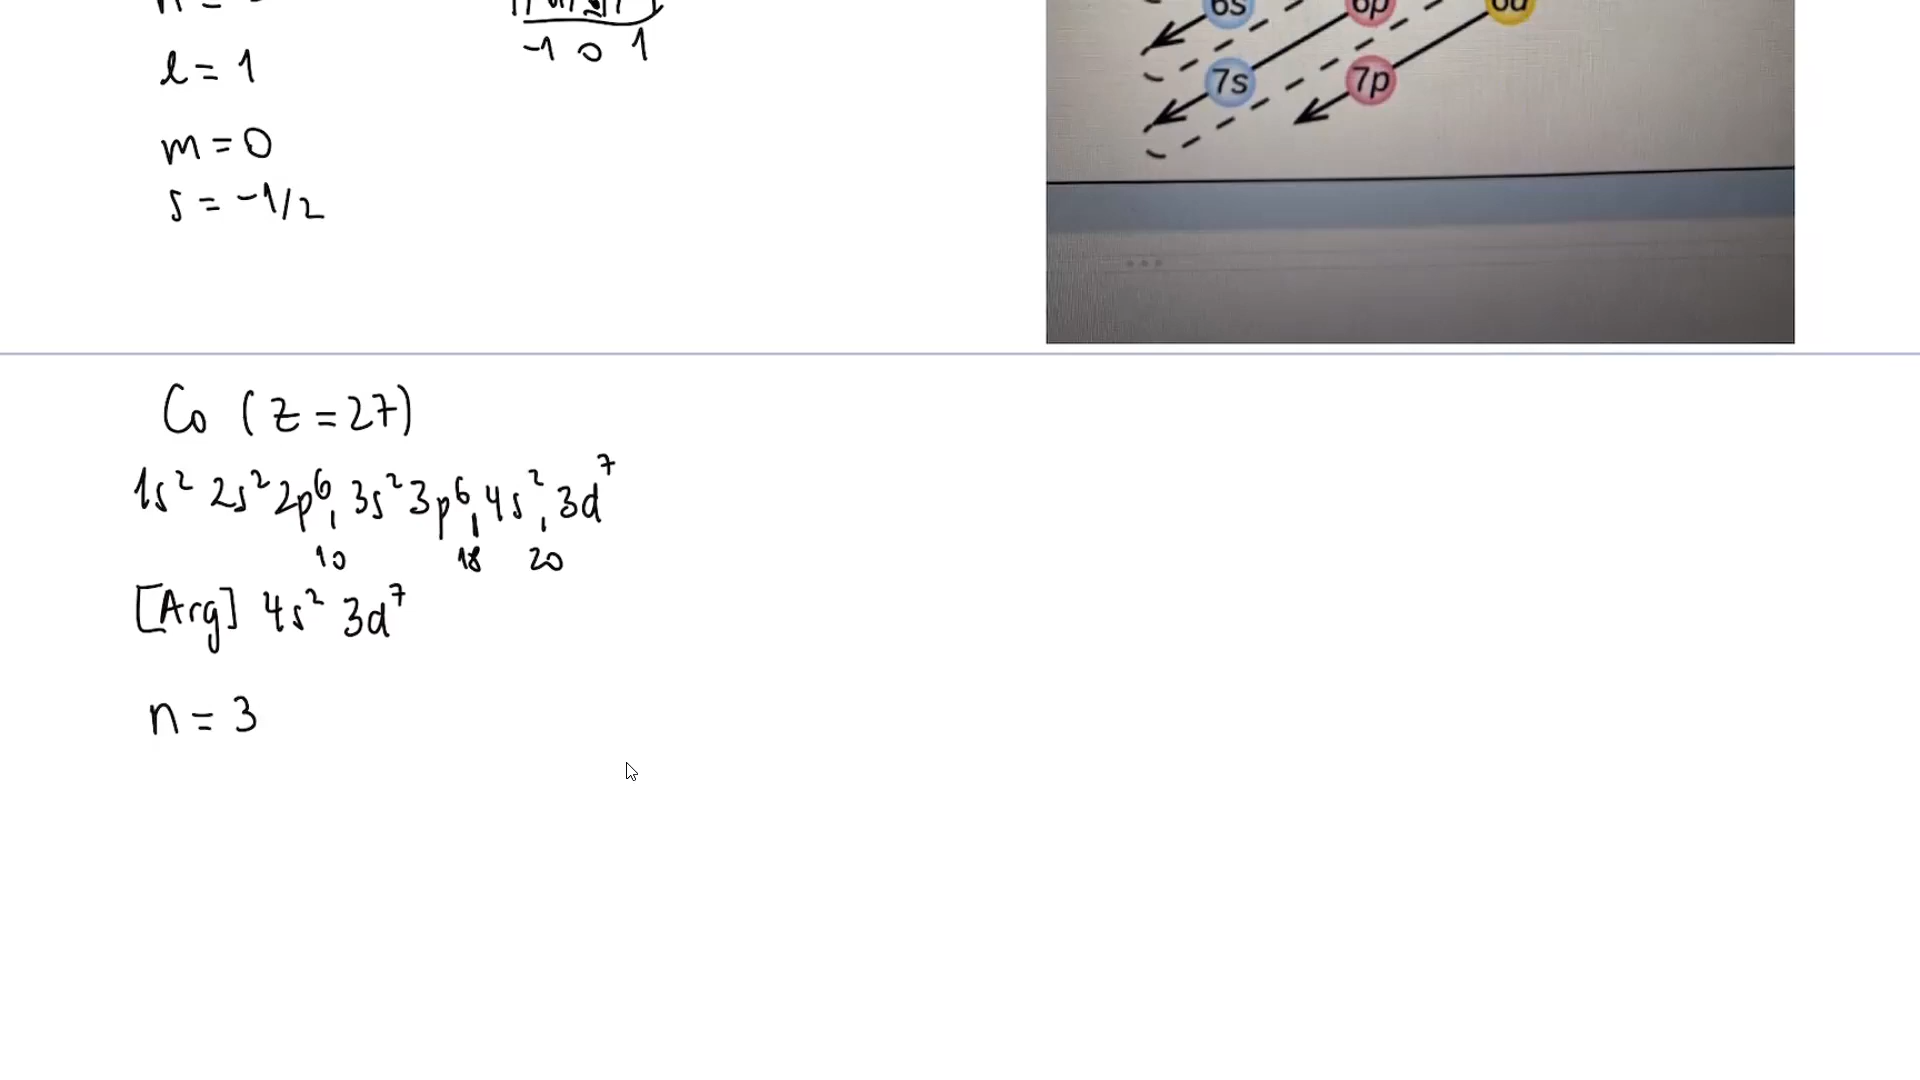 -1 0 1
l = 1
m = 0
s = -1/2
6s 6p 6d
7s 7p
Co (Z = 27)
1s² 2s² 2p⁶ 3s² 3p⁶ 4s² 3d⁷
10 18 20
[Arg] 4s² 3d⁷
n = 3